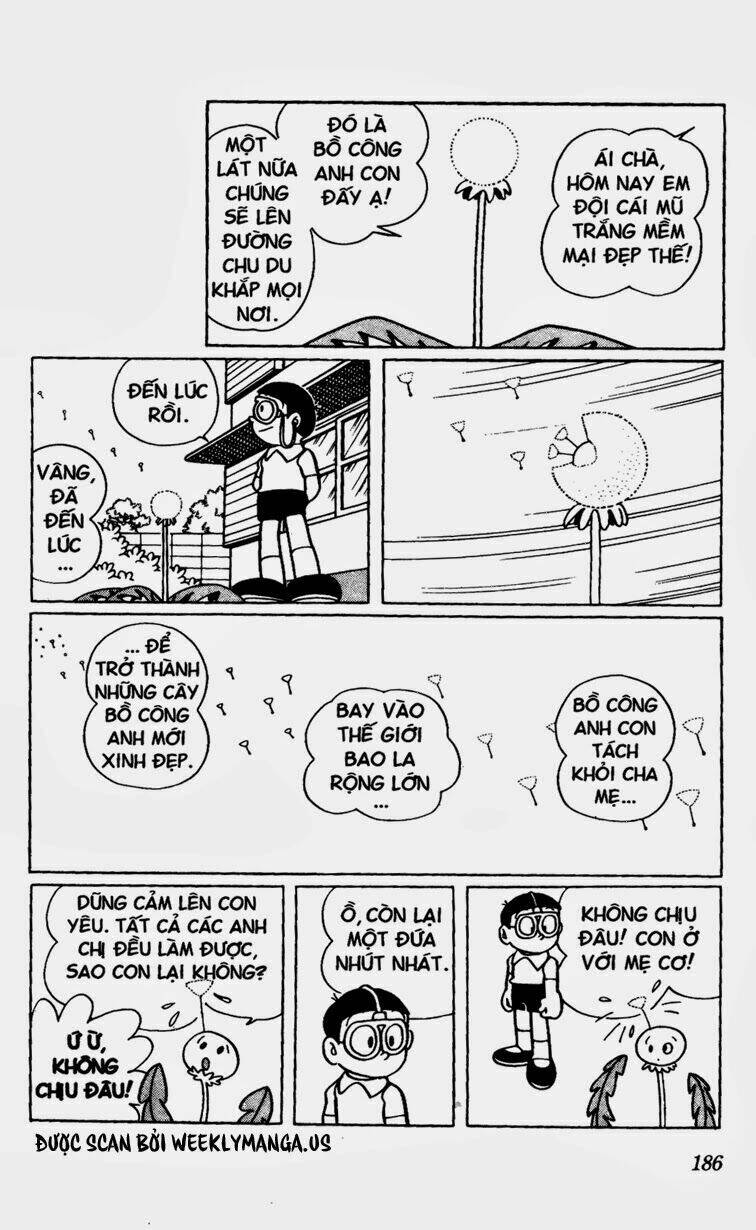 ÁI CHÀ,
HÔM NAY EM
ĐỘI CÁI MŨ
TRẮNG MỀM
MẠI ĐẸP THẾ!
ĐÓ LÀ
BỒ CÔNG
ANH CON
ĐẤY Ạ!
MỘT
LÁT NỮA
CHÚNG
SẼ LÊN
ĐƯỜNG
CHU DU
KHẮP MỌI
NƠI.
ĐẾN LÚC
RỒI.
VÂNG,
ĐÃ
ĐẾN
LÚC
...
BỒ CÔNG
ANH CON
TÁCH
KHỎI CHA
MẸ...
BAY VÀO
THẾ GIỚI
BAO LA
RỘNG LỚN
...
... ĐỂ
TRỞ THÀNH
NHỮNG CÂY
BỒ CÔNG
ANH MỚI
XINH ĐẸP.
KHÔNG CHỊU
ĐÂU! CON Ở
VỚI MẸ CƠ!
Ồ, CÒN LẠI
MỘT ĐỨA
NHÚT NHÁT.
DŨNG CẢM LÊN CON
YÊU. TẤT CẢ CÁC ANH
CHỊ ĐỀU LÀM ĐƯỢC,
SAO CON LẠI KHÔNG?
Ứ Ừ,
KHÔNG
CHỊU ĐÂU!
ĐƯỢC SCAN BỞI WEEKLYMANGA.US
186